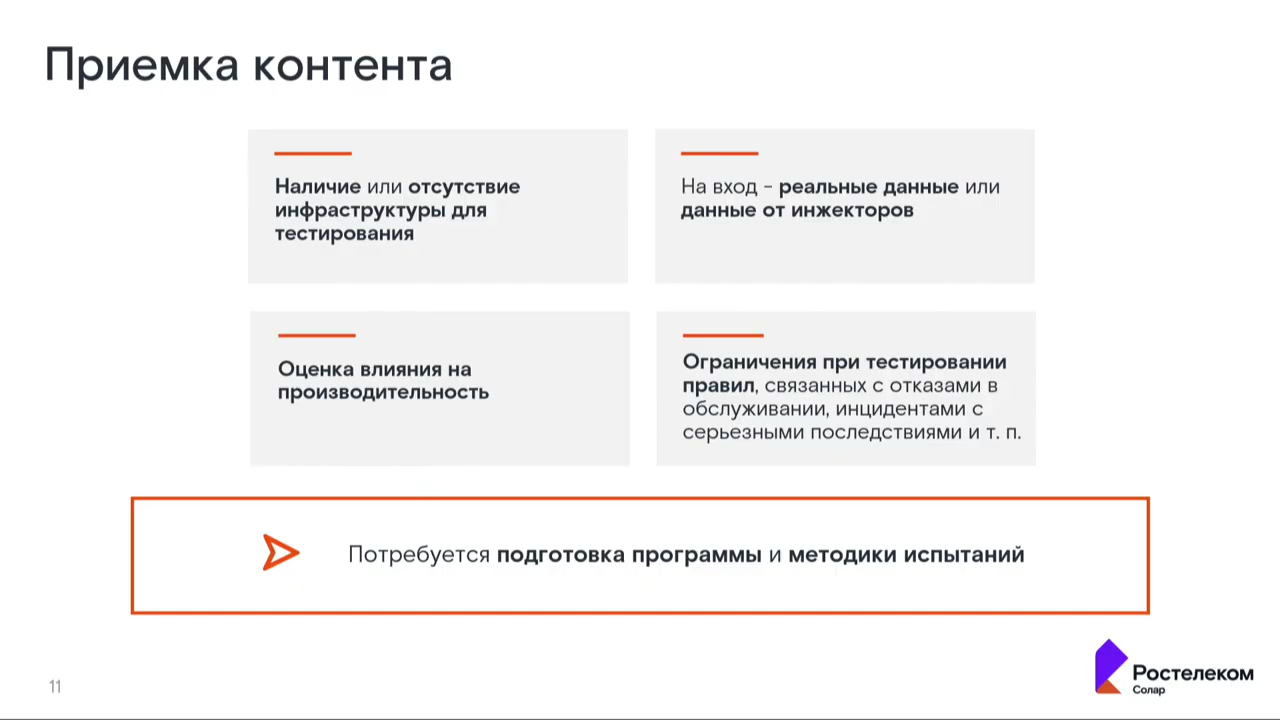 Приемка контента
Наличие или отсутствие
инфраструктуры для
тестирования
На вход - реальные данные или
данные от инжекторов
Оценка влияния на
производительность
Ограничения при тестировании
правил, связанных с отказами в
обслуживании, инцидентами с
серьезными последствиями и т. п.
Потребуется подготовка программы и методики испытаний
11
Ростелеком
Солар